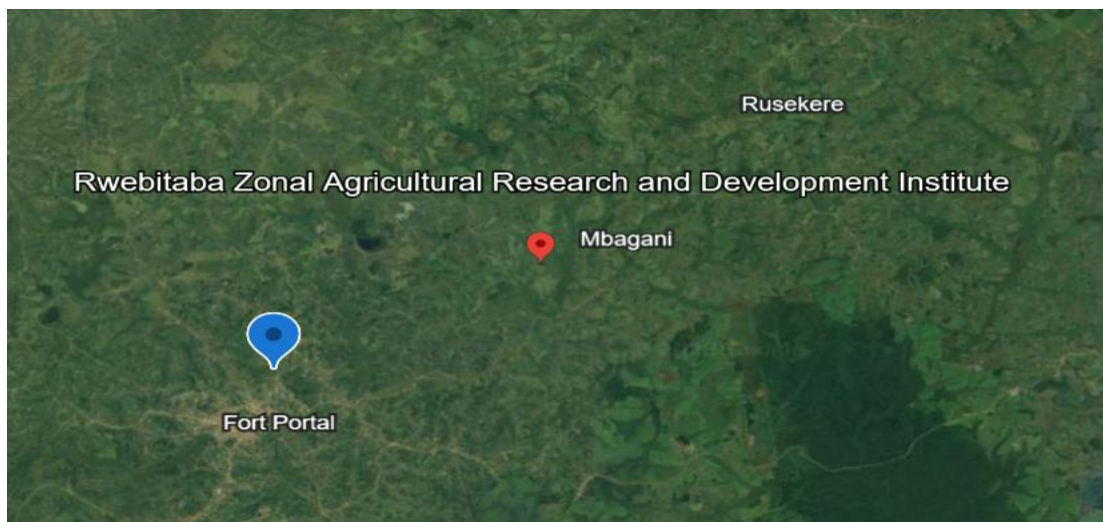 Rusekere
Rwebitaba Zonal Agricultural Research and Development Institute
Mbagani
Fort Portal